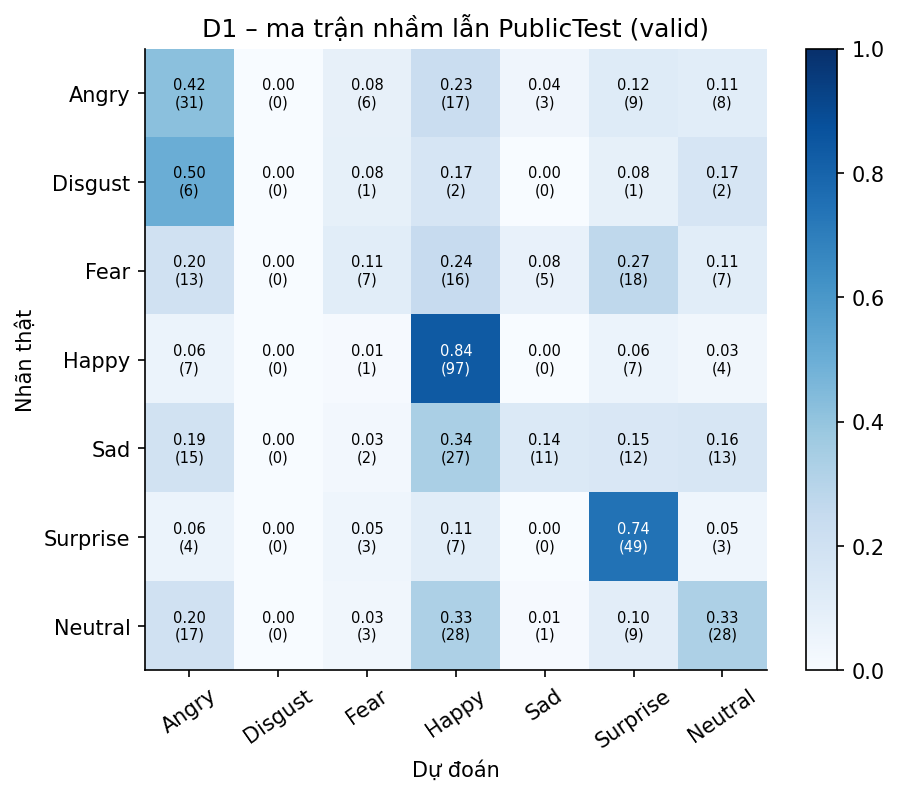 D1 – ma trận nhầm lẫn PublicTest (valid)
Nhãn thật
Angry
0.42 0.00 0.08 0.23 0.04 0.12 0.11
(31) (0) (6) (17) (3) (9) (8)
Disgust
0.50 0.00 0.08 0.17 0.00 0.08 0.17
(6) (0) (1) (2) (0) (1) (2)
Fear
0.20 0.00 0.11 0.24 0.08 0.27 0.11
(13) (0) (7) (16) (5) (18) (7)
Happy
0.06 0.00 0.01 0.84 0.00 0.06 0.03
(7) (0) (1) (97) (0) (7) (4)
Sad
0.19 0.00 0.03 0.34 0.14 0.15 0.16
(15) (0) (2) (27) (11) (12) (13)
Surprise
0.06 0.00 0.05 0.11 0.00 0.74 0.05
(4) (0) (3) (7) (0) (49) (3)
Neutral
0.20 0.00 0.03 0.33 0.01 0.10 0.33
(17) (0) (3) (28) (1) (9) (28)
Angry Disgust Fear Happy Sad Surprise Neutral
Dự đoán
1.0
0.8
0.6
0.4
0.2
0.0